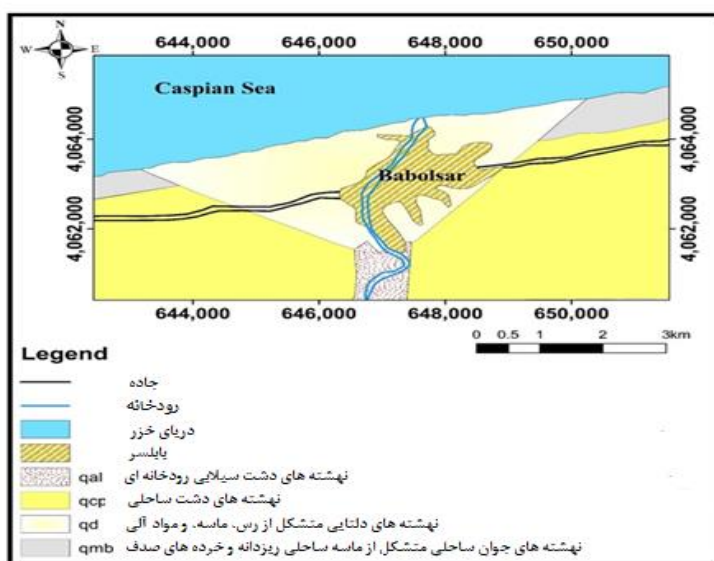 N
W E
S
644,000 646,000 648,000 650,000
Caspian Sea
4,064,000 4,064,000
Babolsar
4,062,000 4,062,000
644,000 646,000 648,000 650,000
0 0.5 1 2 3km
Legend
جاده
رودخانه
دریای خزر
بابلسر
qal نهشته های دشت سیلابی رودخانه ای
qcp نهشته های دشت ساحلی
qd نهشته های دلتایی متشکل از رس، ماسه، و مواد آلی
qmb نهشته های جوان ساحلی متشکل از ماسه ساحلی ریزدانه و خرده های صدف